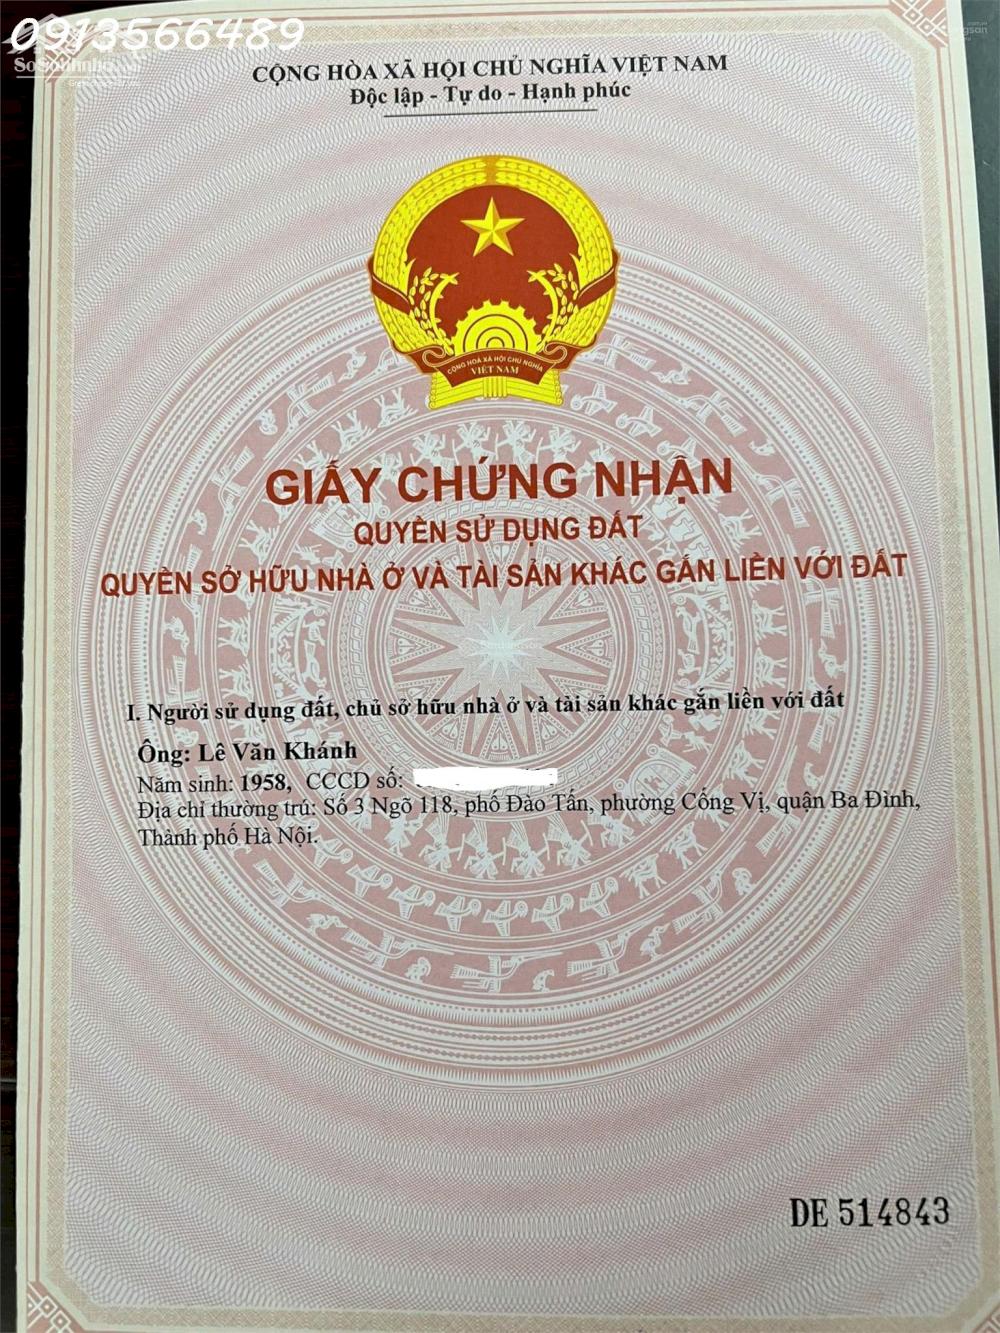 0913566489
CỘNG HÒA XÃ HỘI CHỦ NGHĨA VIỆT NAM
Độc lập - Tự do - Hạnh phúc
CỘNG HOÀ XÃ HỘI CHỦ NGHĨA
VIỆT NAM
GIẤY CHỨNG NHẬN
QUYỀN SỬ DỤNG ĐẤT
QUYỀN SỞ HỮU NHÀ Ở VÀ TÀI SẢN KHÁC GẮN LIỀN VỚI ĐẤT
I. Người sử dụng đất, chủ sở hữu nhà ở và tài sản khác gắn liền với đất
Ông: Lê Văn Khánh
Năm sinh: 1958, CCCD số:
Địa chỉ thường trú: Số 3 Ngõ 118, phố Đào Tấn, phường Cống Vị, quận Ba Đình,
Thành phố Hà Nội.
DE 514843